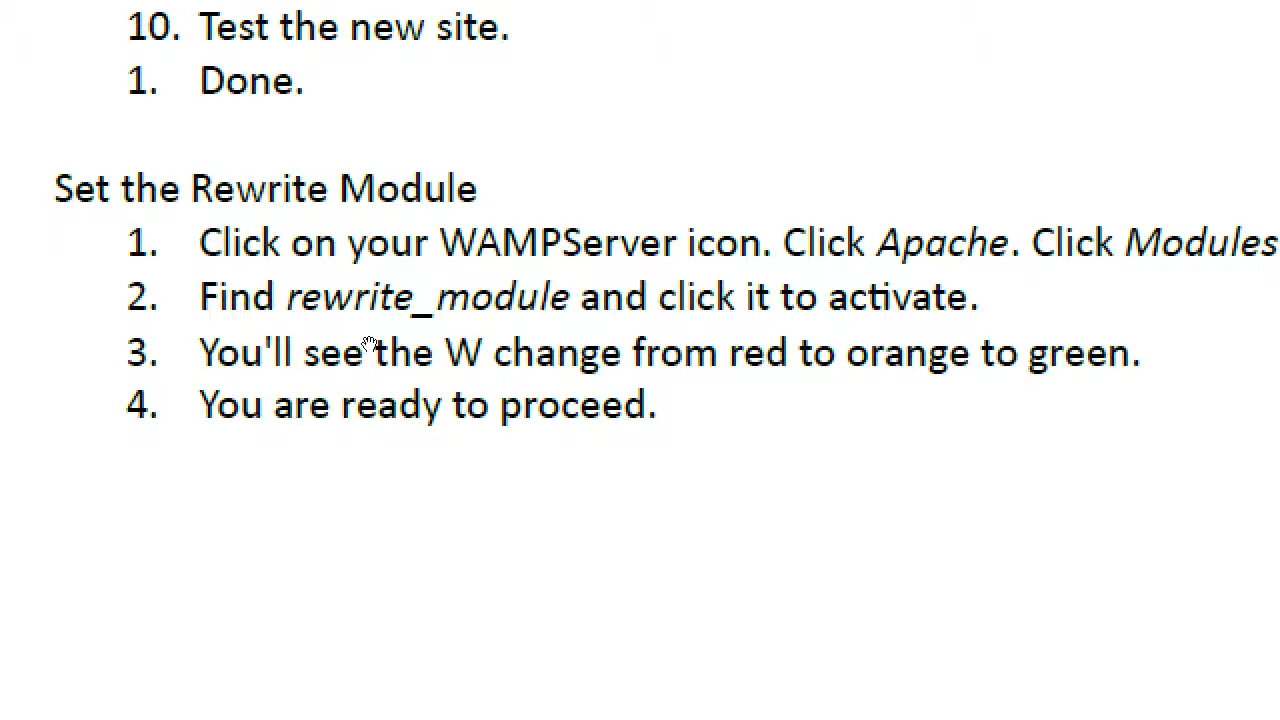 10. Test the new site.
1. Done.
Set the Rewrite Module
1. Click on your WAMPServer icon. Click Apache. Click Modules
2. Find rewrite_module and click it to activate.
3. You'll see the W change from red to orange to green.
4. You are ready to proceed.